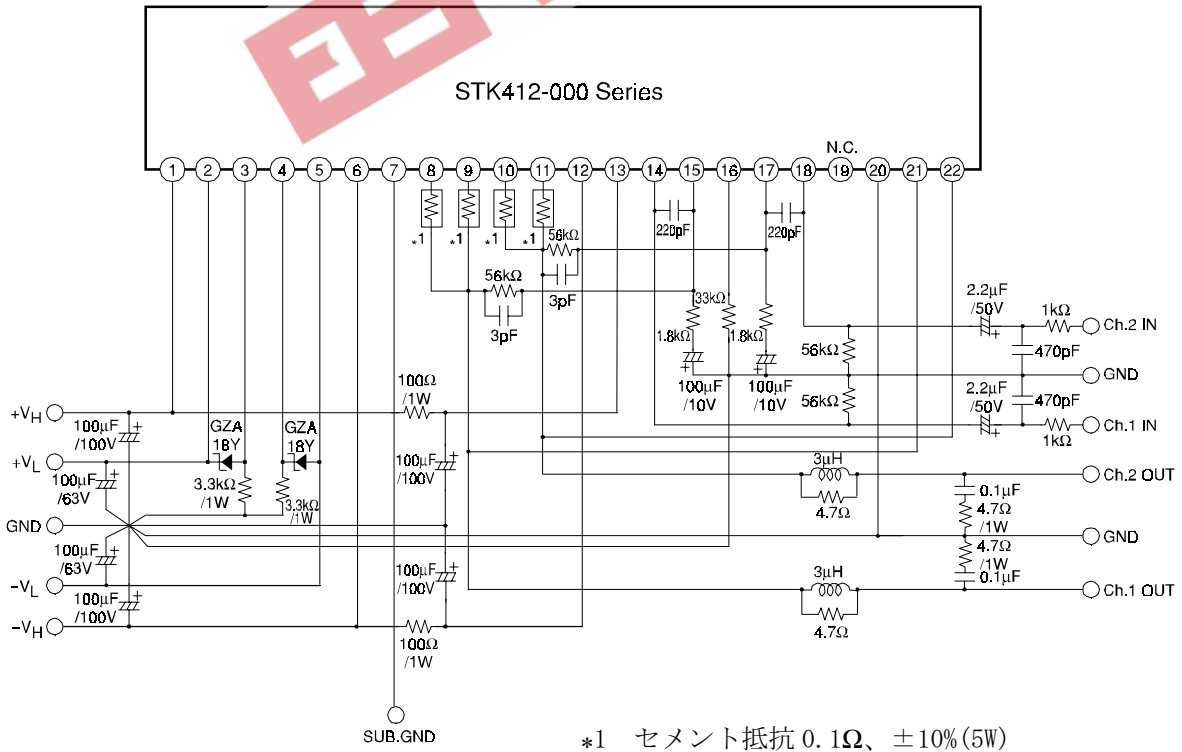 STK412-000 Series
N.C.
1 2 3 4 5 6 7 8 9 10 11 12 13 14 15 16 17 18 19 20 21 22
*1 *1 *1 *1
220pF
220pF
56kΩ
3pF
56kΩ
3pF
1.8kΩ
33kΩ
1.8kΩ
100μF
/10V
100μF
/10V
2.2μF
/50V
1kΩ
Ch.2 IN
470pF
56kΩ
GND
56kΩ
2.2μF
/50V
470pF
Ch.1 IN
1kΩ
+VH
100μF
/100V
100Ω
/1W
GZA
18Y
GZA
18Y
+VL
100μF
/63V
3.3kΩ
/1W
3.3kΩ
/1W
100μF
/100V
3μH
4.7Ω
Ch.2 OUT
0.1μF
4.7Ω
/1W
GND
GND
4.7Ω
/1W
0.1μF
100μF
/63V
-VL
100μF
/100V
100μF
/100V
3μH
4.7Ω
Ch.1 OUT
-VH
100Ω
/1W
SUB.GND
*1 セメント抵抗 0.1Ω、±10%(5W)